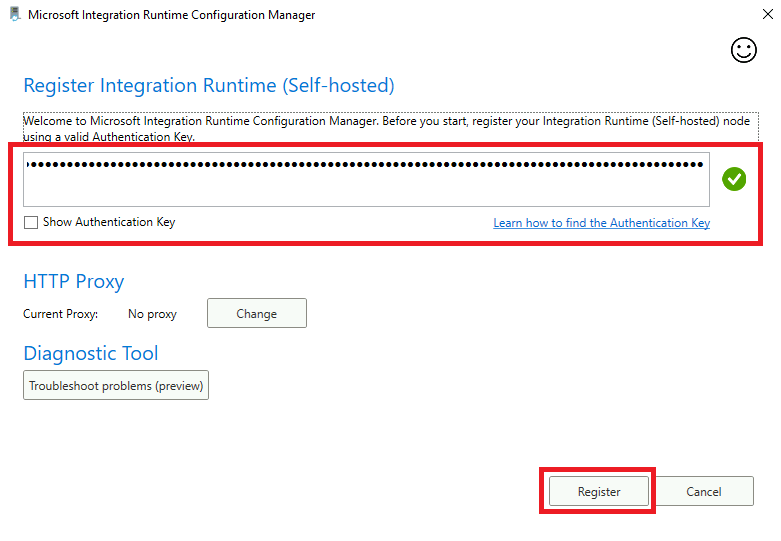 Microsoft Integration Runtime Configuration Manager
Register Integration Runtime (Self-hosted)
Welcome to Microsoft Integration Runtime Configuration Manager. Before you start, register your Integration Runtime (Self-hosted) node
using a valid Authentication Key.
Show Authentication Key
Learn how to find the Authentication Key
HTTP Proxy
Current Proxy:
No proxy
Change
Diagnostic Tool
Troubleshoot problems (preview)
Register
Cancel